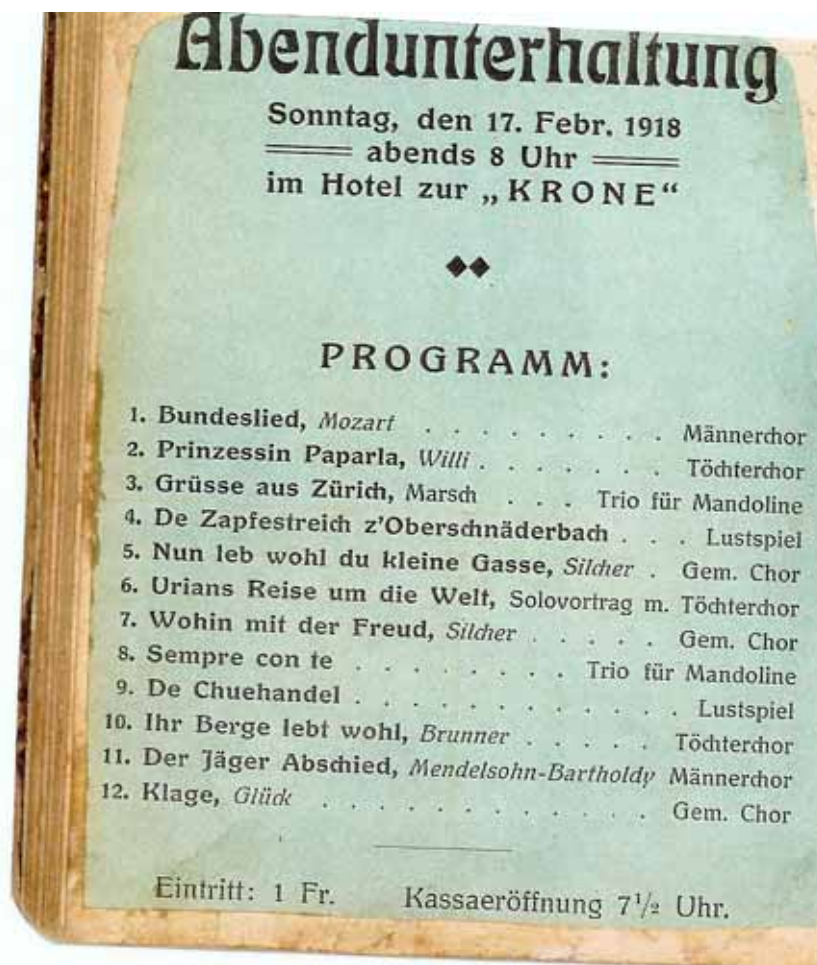 Abendunterhaltung
Sonntag, den 17. Febr. 1918
abends 8 Uhr
im Hotel zur „KRONE“
PROGRAMM:
1. Bundeslied, Mozart . . . . . . . . . Männerchor
2. Prinzessin Paparla, Willi . . . . . . . Töchterchor
3. Grüsse aus Zürich, Marsch . . . Trio für Mandoline
4. De Zapfestreich z'Oberschnäderbach . . . Lustspiel
5. Nun leb wohl du kleine Gasse, Silcher . Gem. Chor
6. Urians Reise um die Welt, Solovortrag m. Töchterchor
7. Wohin mit der Freud, Silcher . . . . . Gem. Chor
8. Sempre con te . . . . . . . . Trio für Mandoline
9. De Chuehandel . . . . . . . . . . . . Lustspiel
10. Ihr Berge lebt wohl, Brunner . . . . . Töchterchor
11. Der Jäger Abschied, Mendelsohn-Bartholdy Männerchor
12. Klage, Glück . . . . . . . . . . . Gem. Chor
Eintritt: 1 Fr. Kassaeröffnung 7½ Uhr.